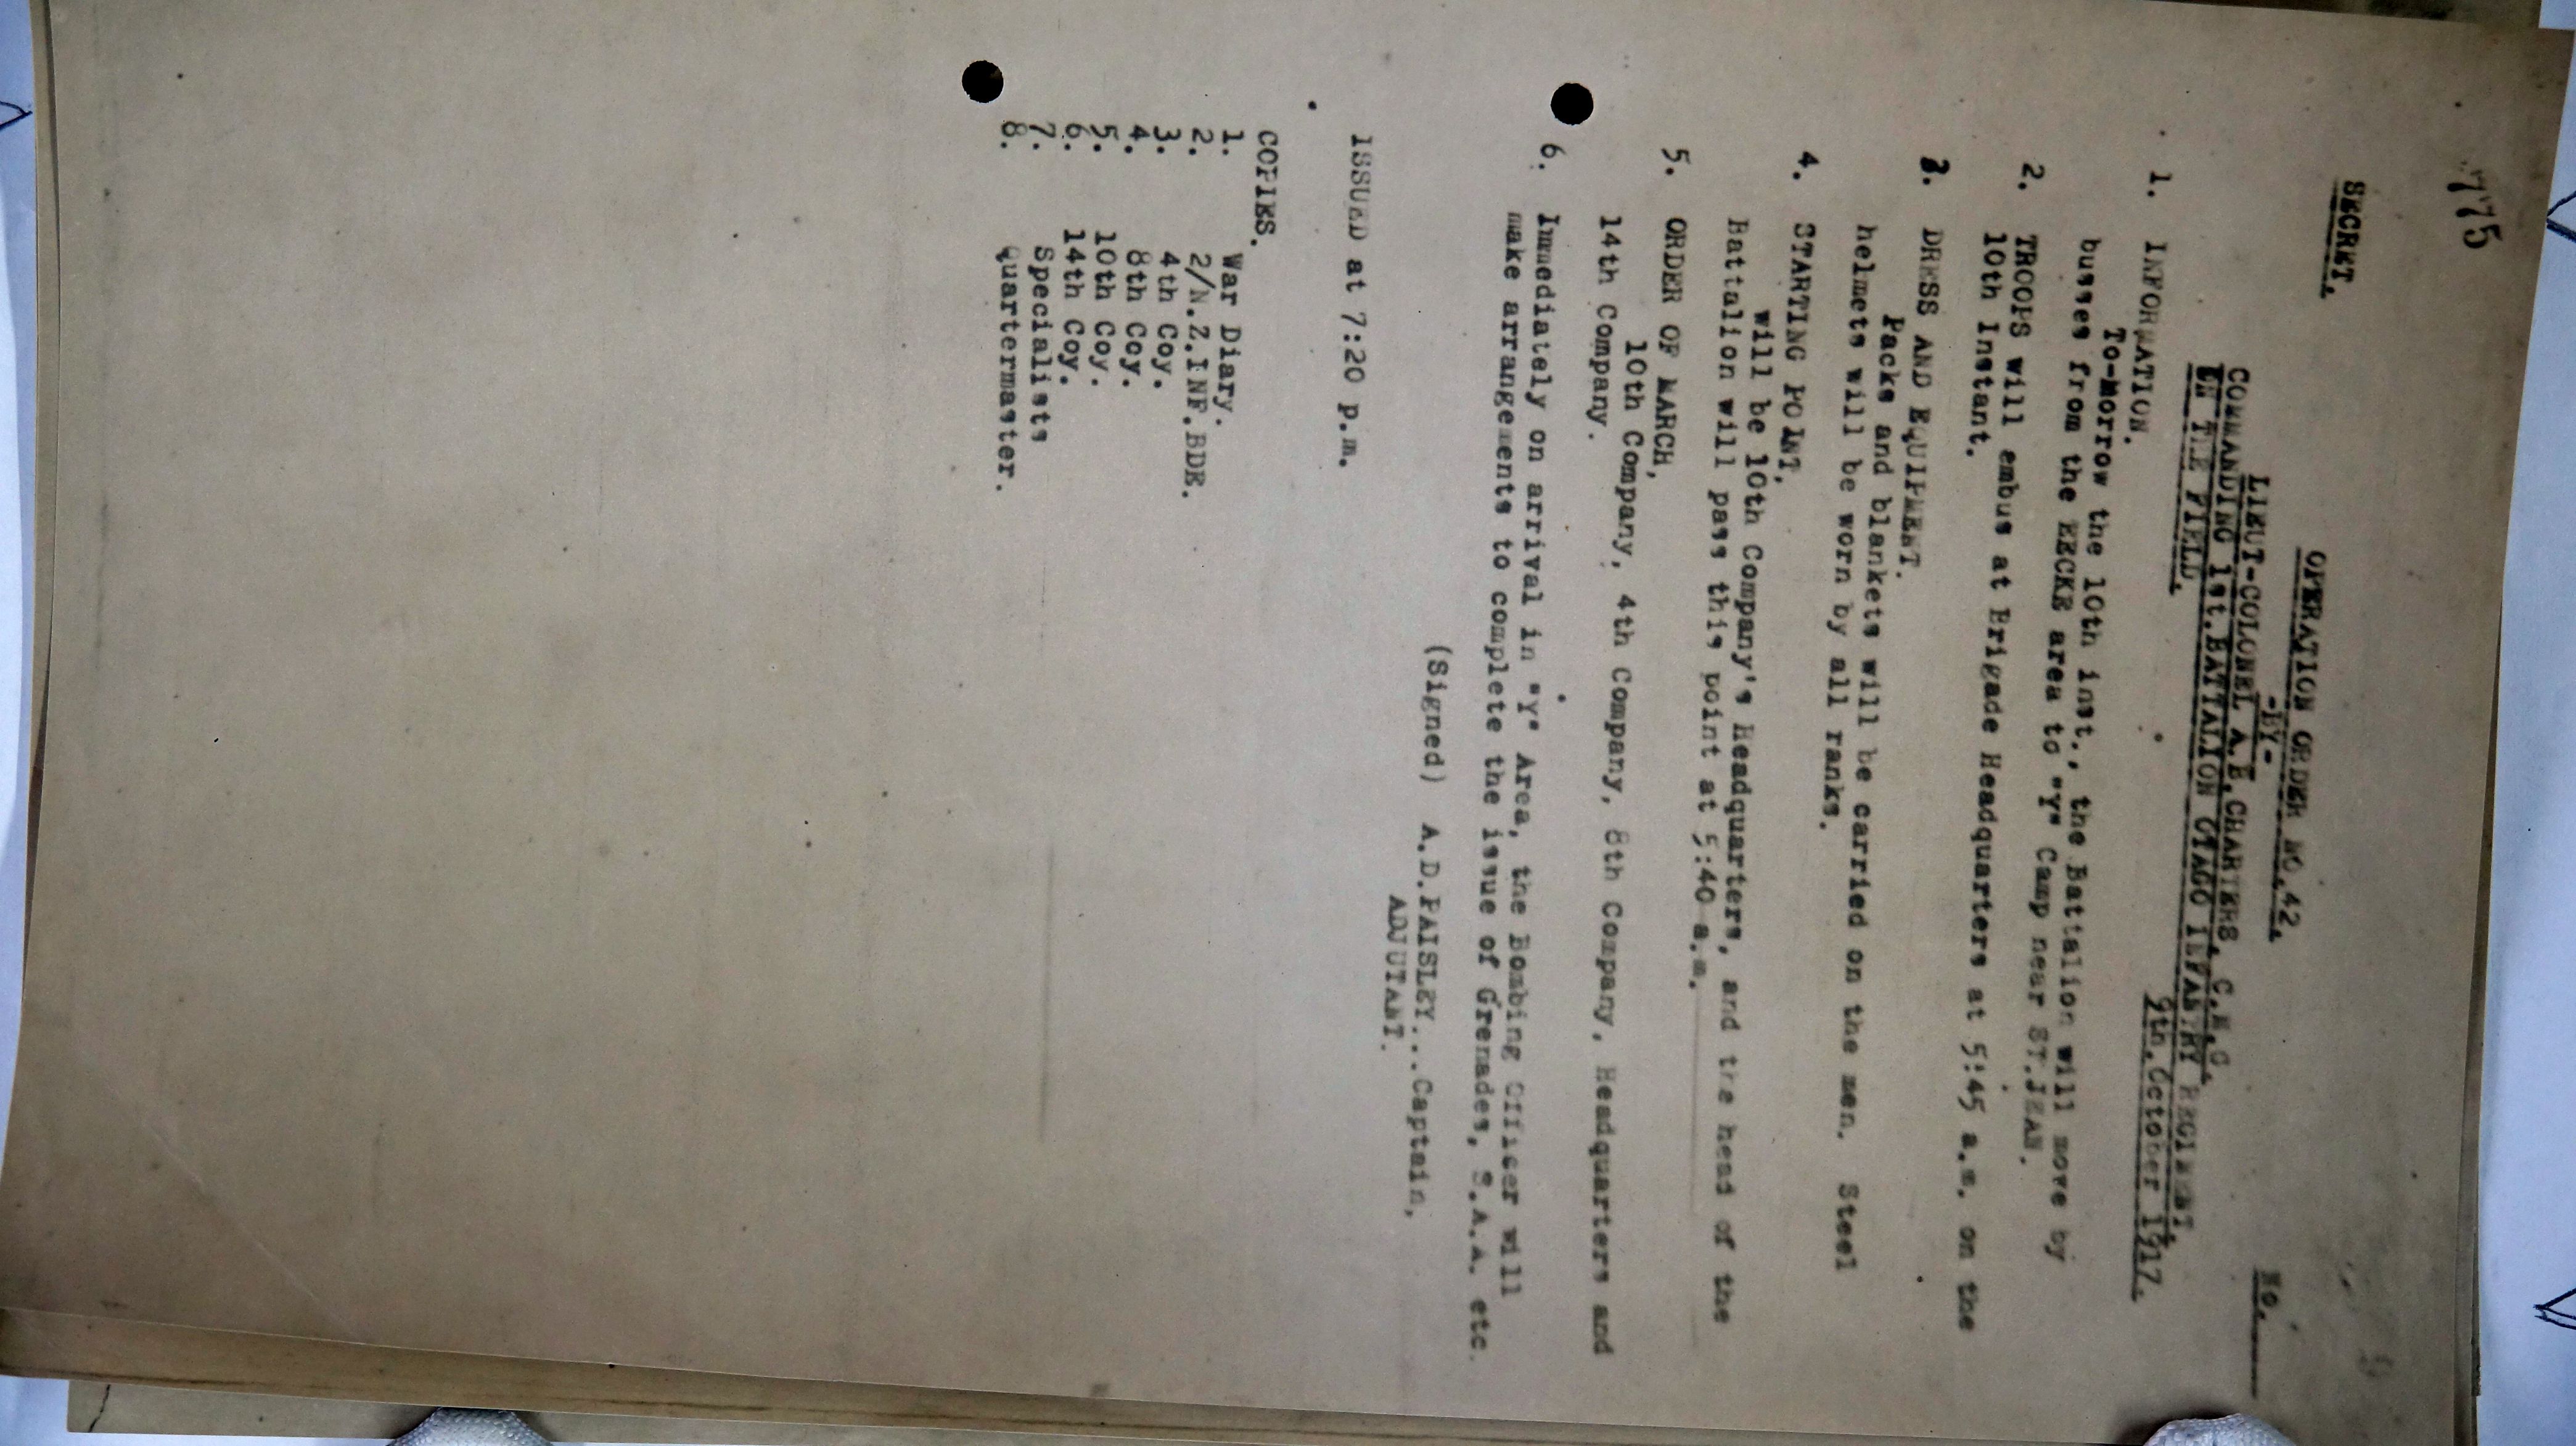 775
SECRET.
No.
OPERATION ORDER NO.42.
-BY-
LIEUT-COLONEL A.E.CHARTERS, C.M.G.
COMMANDING 1st.BATTALION OTAGO INFANTRY REGIMENT.
IN THE FIELD.
9th.October 1917.
1. INFORMATION.
To-morrow the 10th inst., the Battalion will move by
busses from the EECKE area to "Y" Camp near ST.JEAN.
2. TROOPS will embus at Brigade Headquarters at 5:45 a.m. on the
10th Instant.
3. DRESS AND EQUIPMENT.
Packs and blankets will be carried on the men. Steel
helmets will be worn by all ranks.
4. STARTING POINT,
will be 10th Company's Headquarters, and the head of the
Battalion will pass this point at 5:40 a.m.
5. ORDER OF MARCH,
10th Company, 4th Company, 8th Company, Headquarters and
14th Company.
6. Immediately on arrival in "Y" Area, the Bombing Officer will
make arrangements to complete the issue of Grenades, S.A.A. etc.
(Signed) A.D.PAISLEY...Captain,
ADJUTANT.
ISSUED at 7:20 p.m.
COPIES.
1. War Diary.
2. 2/N.Z.INF.BDE.
3. 4th Coy.
4. 8th Coy.
5. 10th Coy.
6. 14th Coy.
7. Specialists
8. Quartermaster.